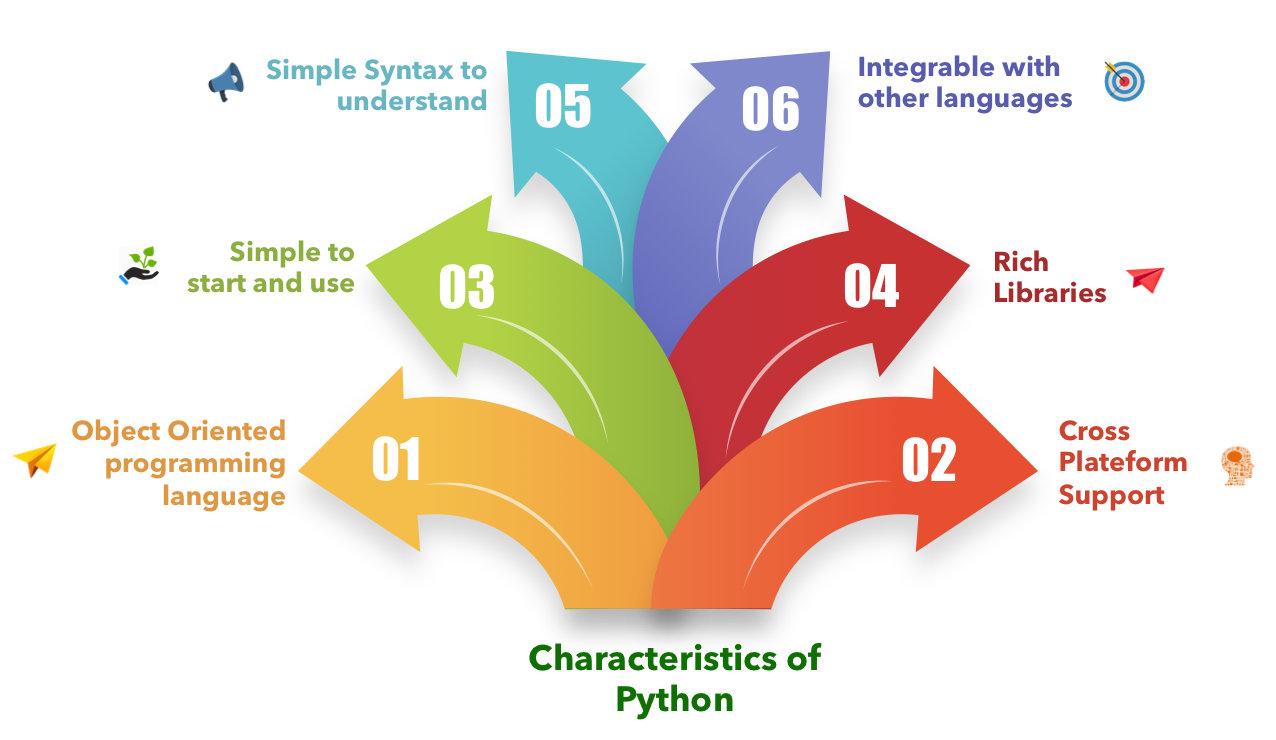 Simple Syntax to
understand
05
06
Integrable with
other languages
Simple to
start and use
03
04
Rich
Libraries
Object Oriented
programming
language
01
02
Cross
Plateform
Support
Characteristics of
Python